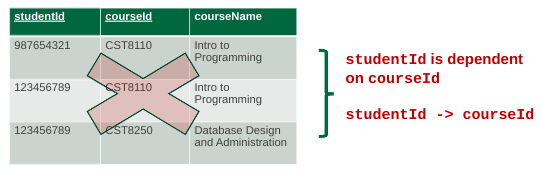 studentId courseId courseName
987654321 CST8110 Intro to
Programming
123456789 CST8110 Intro to
Programming
123456789 CST8250 Database Design
and Administration
studentId is dependent
on courseId
studentId -> courseId